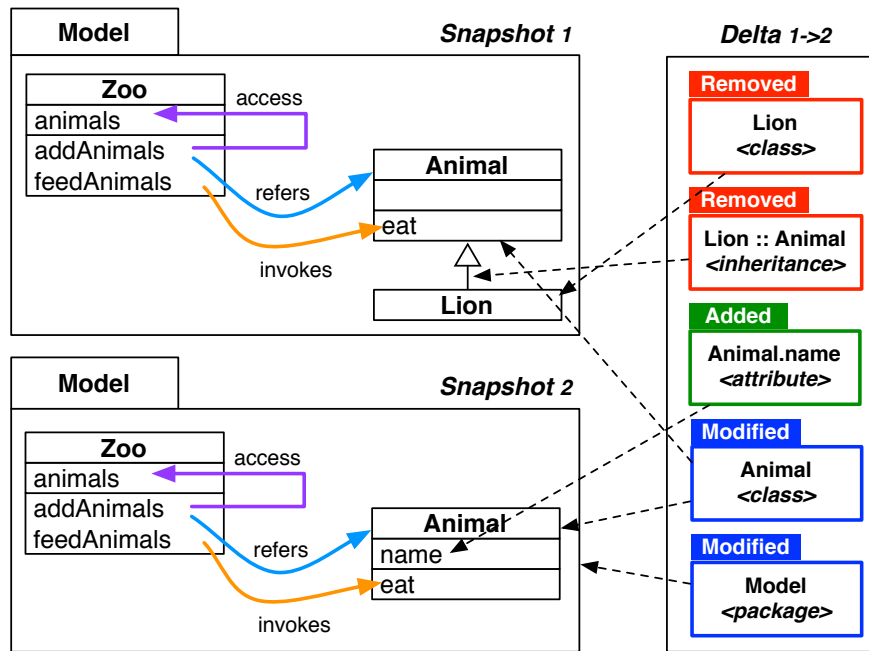 Model
Snapshot 1
Zoo
animals
addAnimals
feedAnimals
access
refers
invokes
Animal
eat
Lion
Model
Snapshot 2
Zoo
animals
addAnimals
feedAnimals
access
refers
invokes
Animal
name
eat
Delta 1->2
Removed
Lion
<class>
Removed
Lion :: Animal
<inheritance>
Added
Animal.name
<attribute>
Modified
Animal
<class>
Modified
Model
<package>